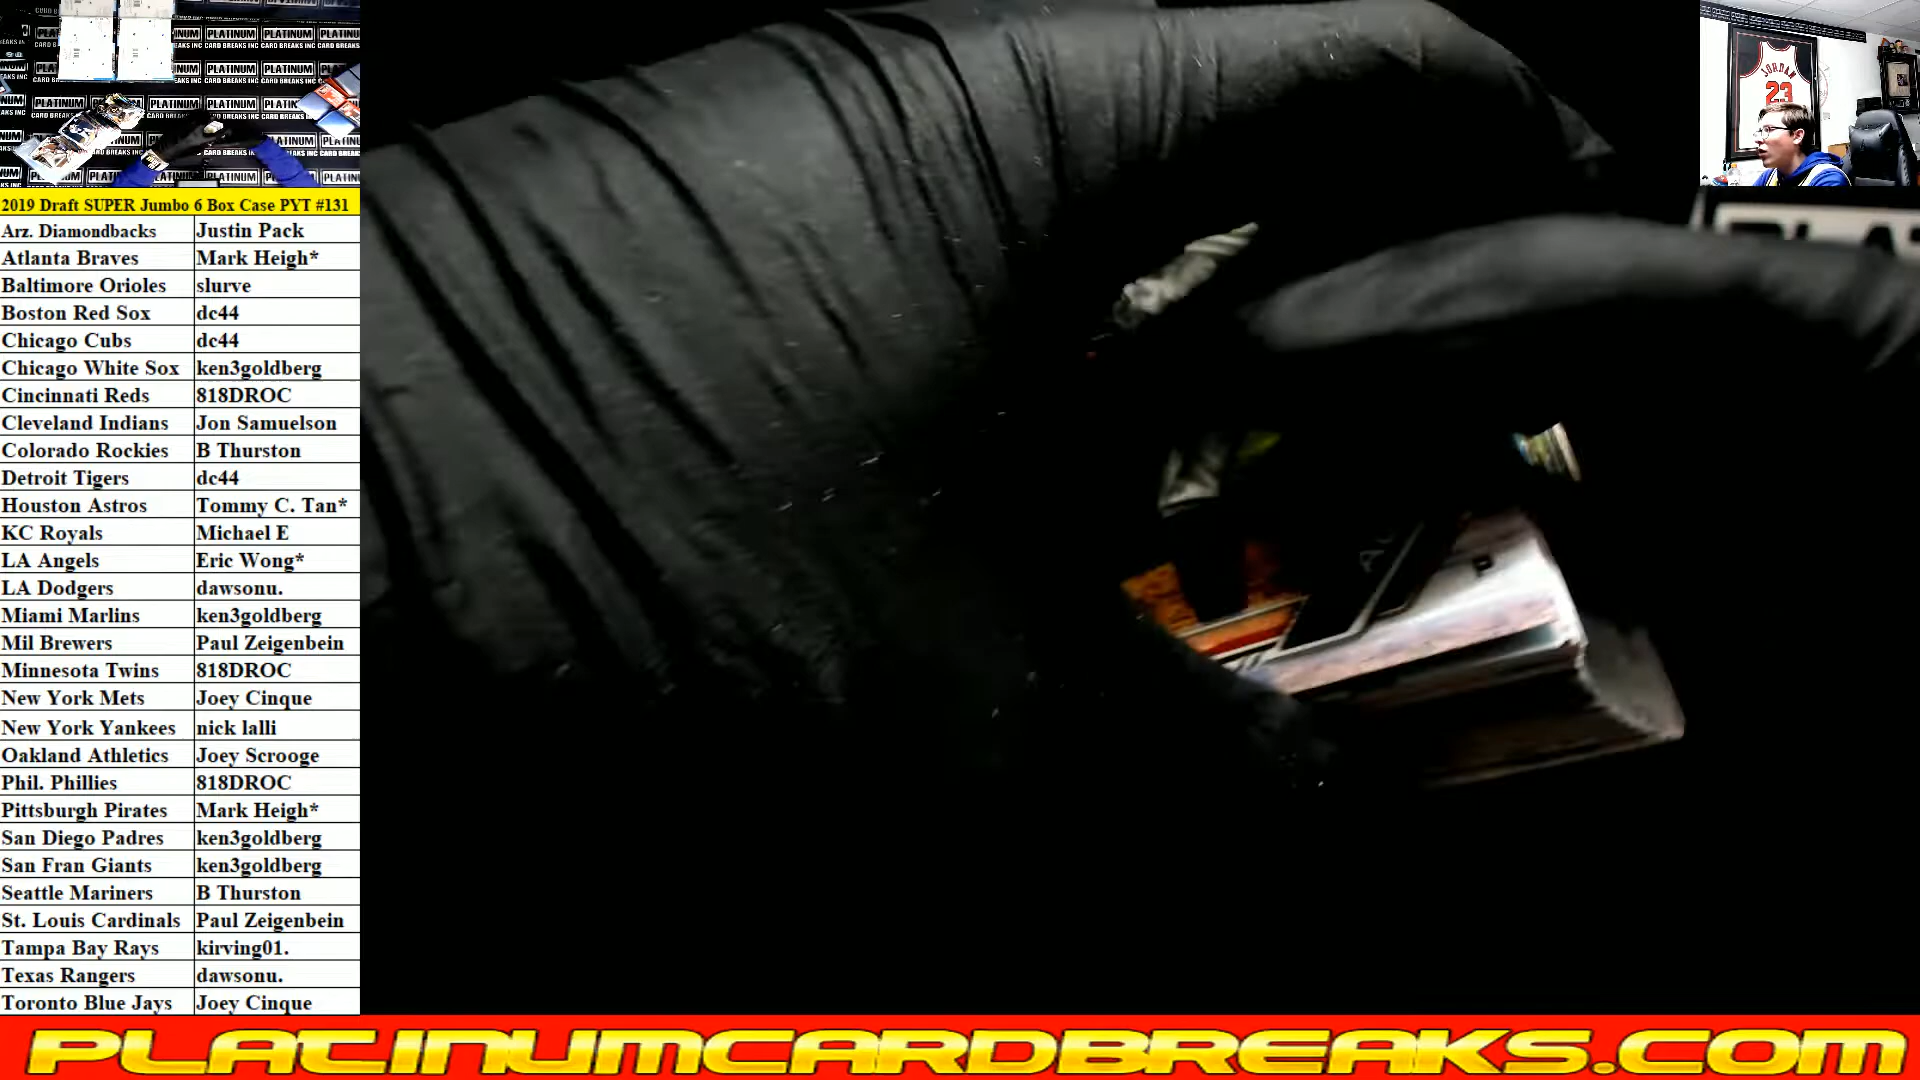 PLATINUM
CARD BREAKS INC
JORDAN
23
2019 Draft SUPER Jumbo 6 Box Case PYT #131
Arz. Diamondbacks Justin Pack
Atlanta Braves Mark Heigh*
Baltimore Orioles slurve
Boston Red Sox dc44
Chicago Cubs dc44
Chicago White Sox ken3goldberg
Cincinnati Reds 818DROC
Cleveland Indians Jon Samuelson
Colorado Rockies B Thurston
Detroit Tigers dc44
Houston Astros Tommy C. Tan*
KC Royals Michael E
LA Angels Eric Wong*
LA Dodgers dawsonu.
Miami Marlins ken3goldberg
Mil Brewers Paul Zeigenbein
Minnesota Twins 818DROC
New York Mets Joey Cinque
New York Yankees nick lalli
Oakland Athletics Joey Scrooge
Phil. Phillies 818DROC
Pittsburgh Pirates Mark Heigh*
San Diego Padres ken3goldberg
San Fran Giants ken3goldberg
Seattle Mariners B Thurston
St. Louis Cardinals Paul Zeigenbein
Tampa Bay Rays kirving01.
Texas Rangers dawsonu.
Toronto Blue Jays Joey Cinque
PLATINUMCARDBREAKS.COM